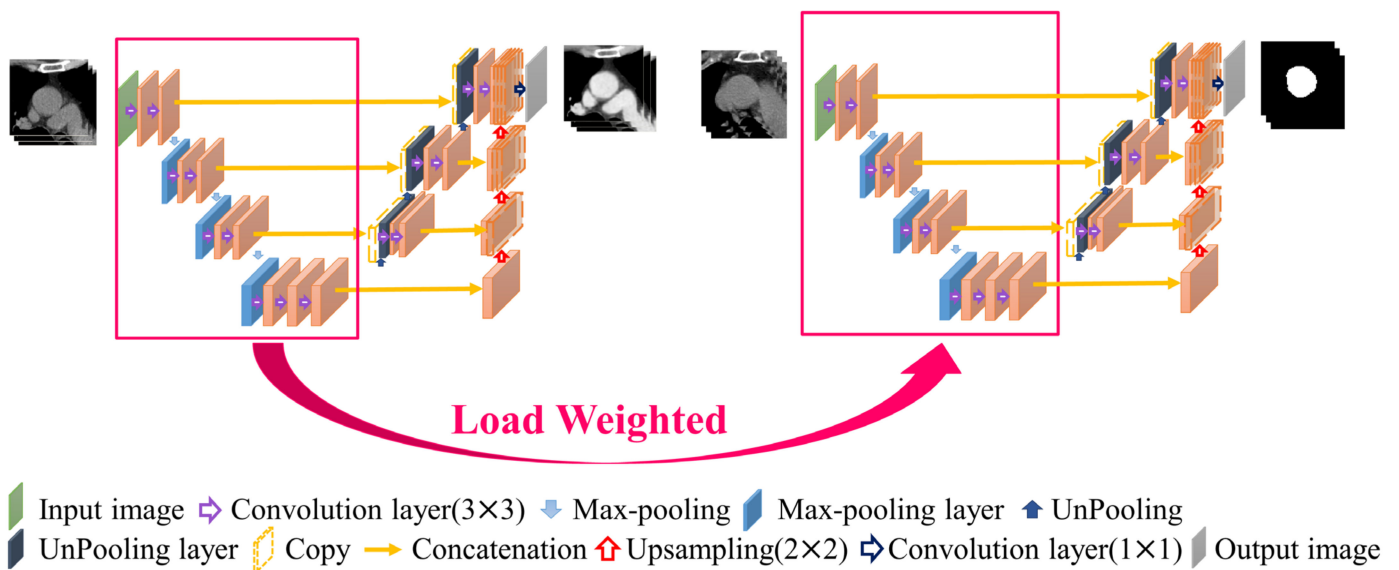 Load Weighted
Input image Convolution layer(3×3) Max-pooling Max-pooling layer UnPooling
UnPooling layer Copy Concatenation Upsampling(2×2) Convolution layer(1×1) Output image